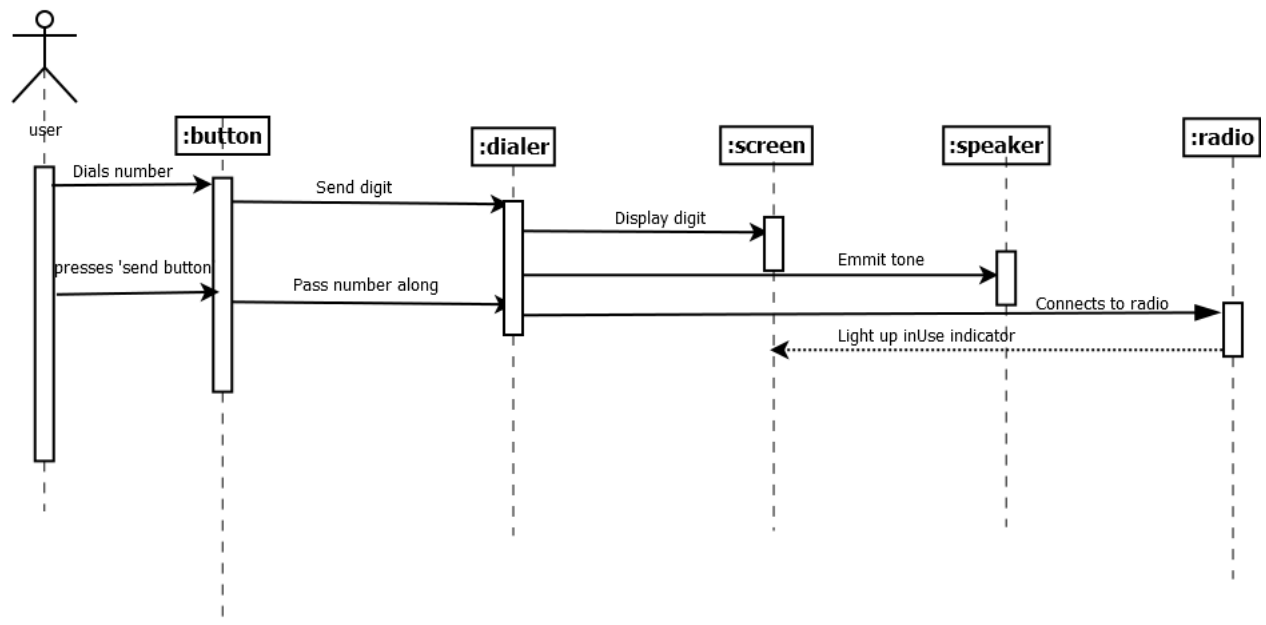 user
:button
:dialer
:screen
:speaker
:radio
Dials number
Send digit
Display digit
Emmit tone
presses 'send button
Pass number along
Connects to radio
Light up inUse indicator